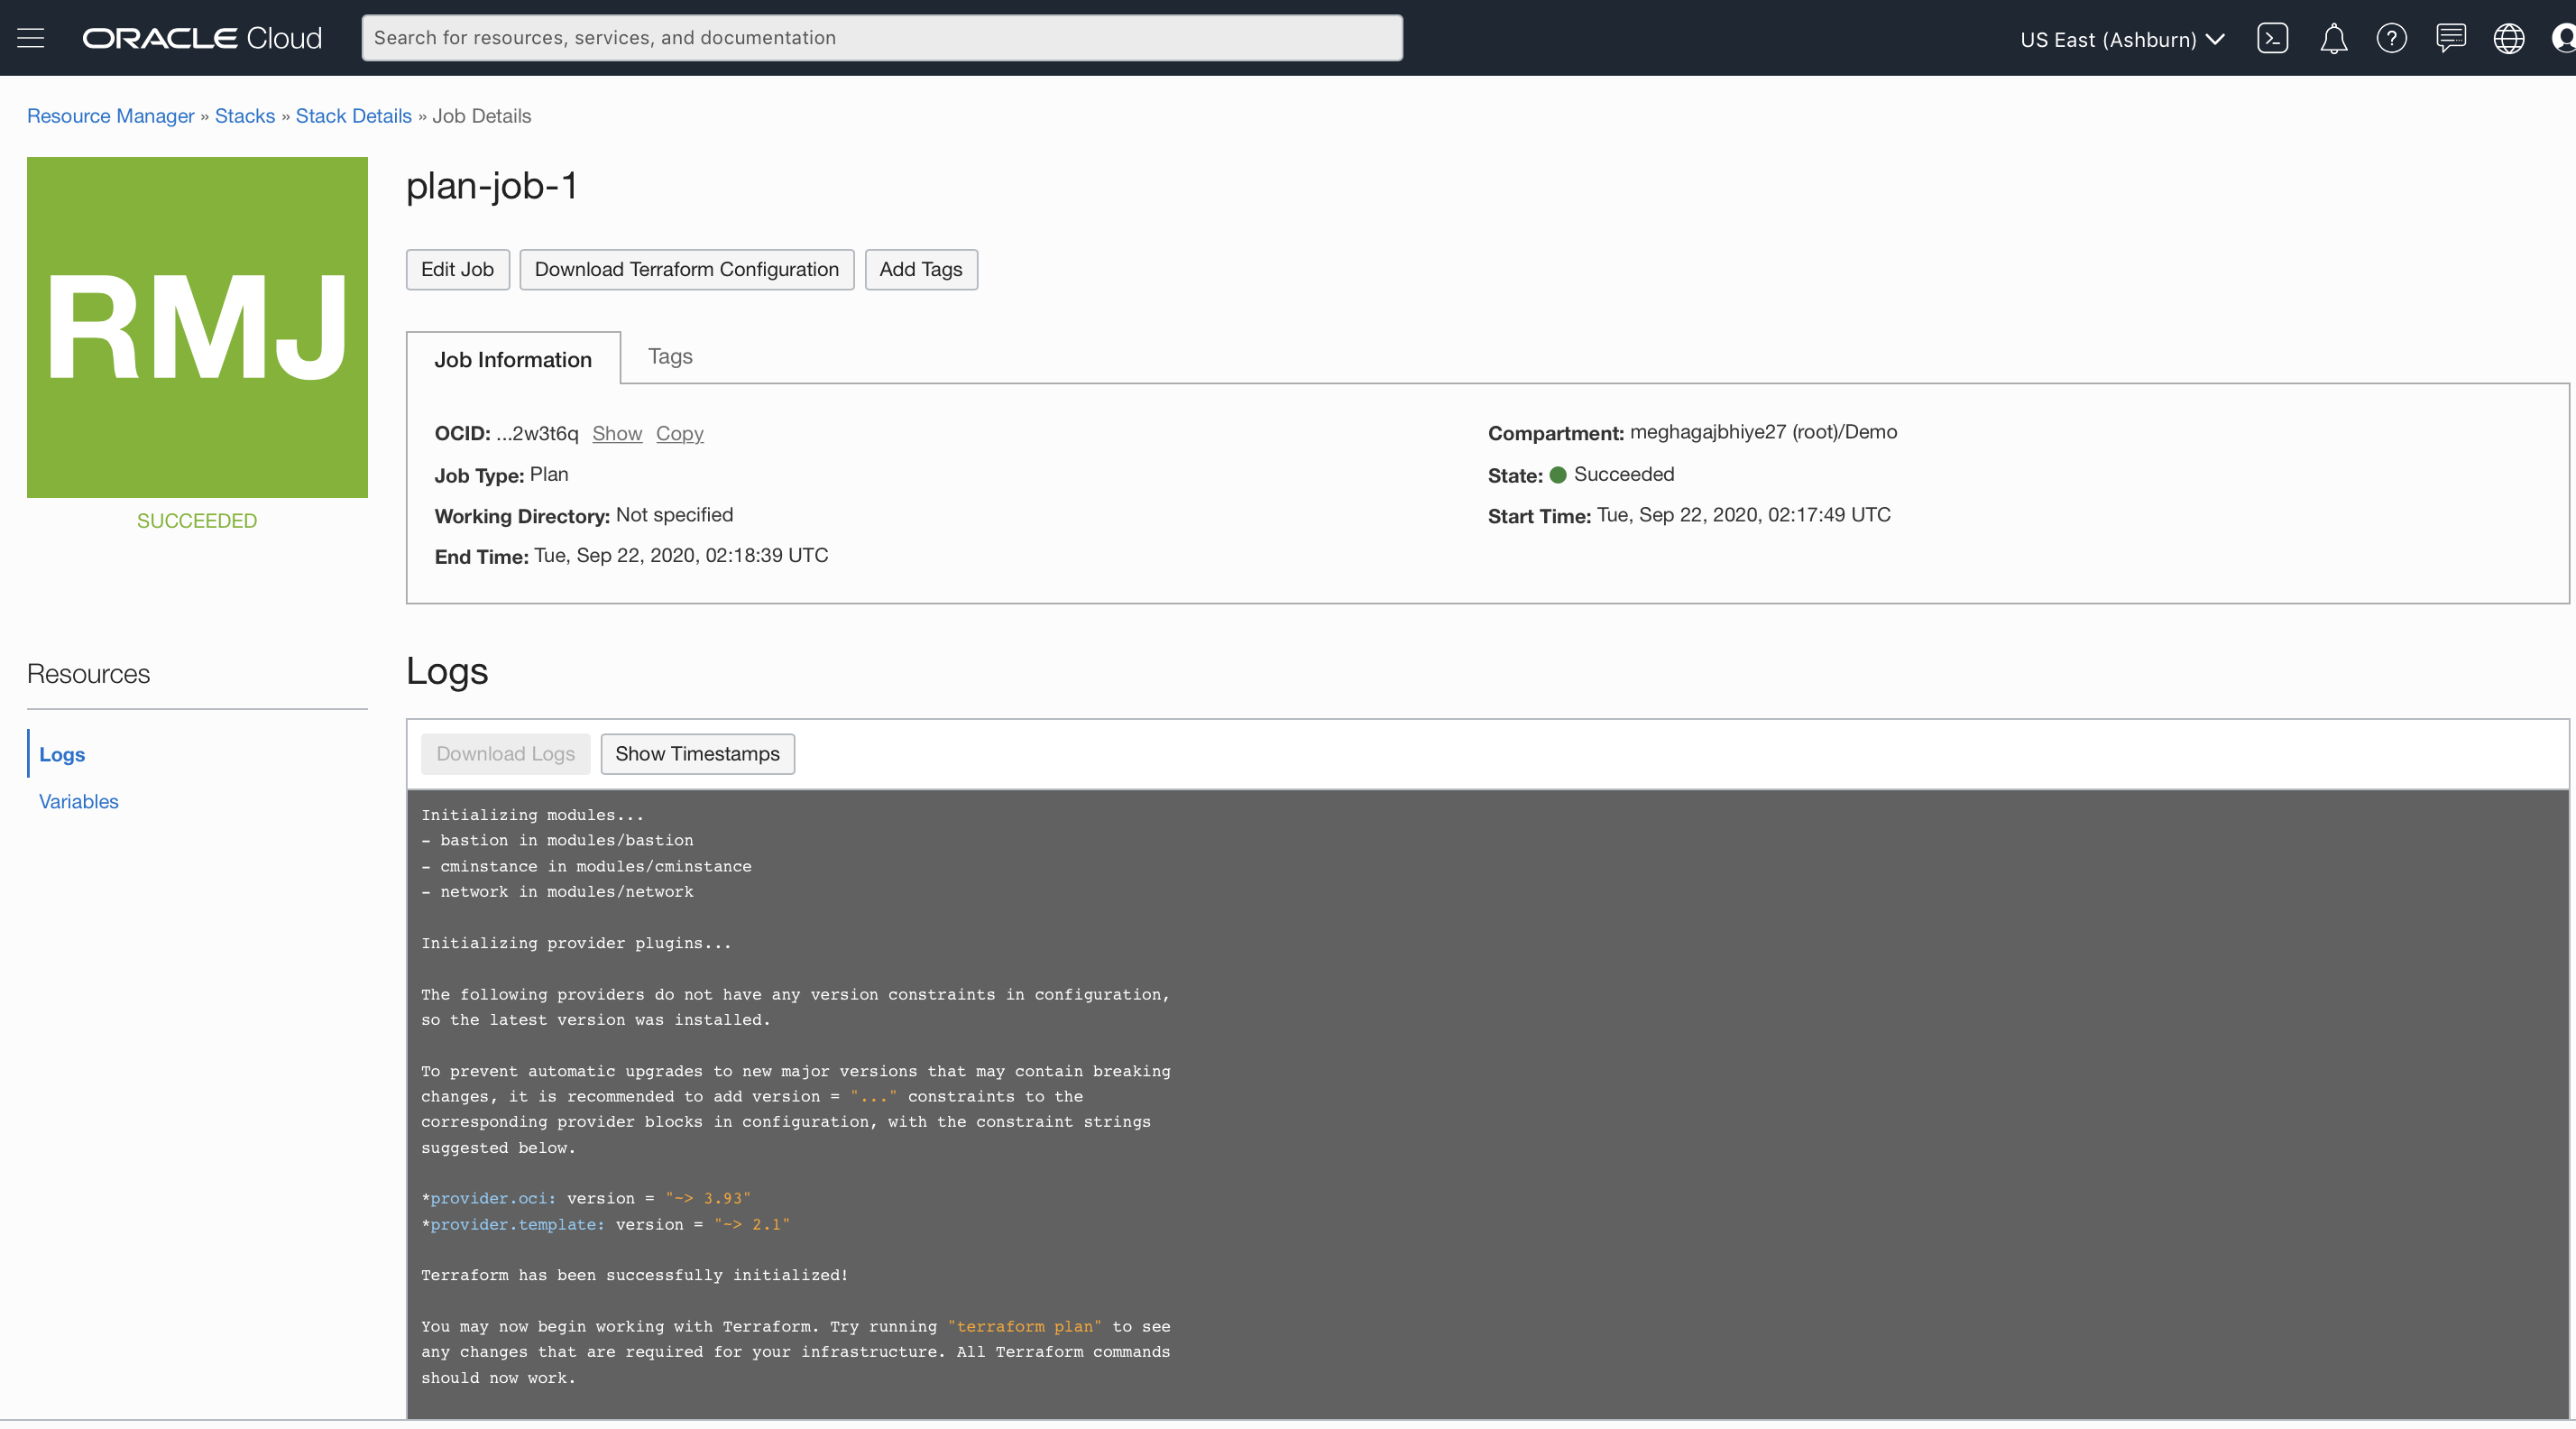 ORACLE Cloud
Search for resources, services, and documentation
US East (Ashburn)
Resource Manager » Stacks » Stack Details » Job Details
RMJ
SUCCEEDED
plan-job-1
Edit Job
Download Terraform Configuration
Add Tags
Job Information
Tags
OCID: ...2w3t6q Show Copy
Job Type: Plan
Working Directory: Not specified
End Time: Tue, Sep 22, 2020, 02:18:39 UTC
Compartment: meghagajbhiye27 (root)/Demo
State: Succeeded
Start Time: Tue, Sep 22, 2020, 02:17:49 UTC
Resources
Logs
Variables
Logs
Download Logs
Show Timestamps
Initializing modules...
- bastion in modules/bastion
- cminstance in modules/cminstance
- network in modules/network
Initializing provider plugins...
The following providers do not have any version constraints in configuration,
so the latest version was installed.
To prevent automatic upgrades to new major versions that may contain breaking
changes, it is recommended to add version = "..." constraints to the
corresponding provider blocks in configuration, with the constraint strings
suggested below.
*provider.oci: version = "~> 3.93"
*provider.template: version = "~> 2.1"
Terraform has been successfully initialized!
You may now begin working with Terraform. Try running "terraform plan" to see
any changes that are required for your infrastructure. All Terraform commands
should now work.